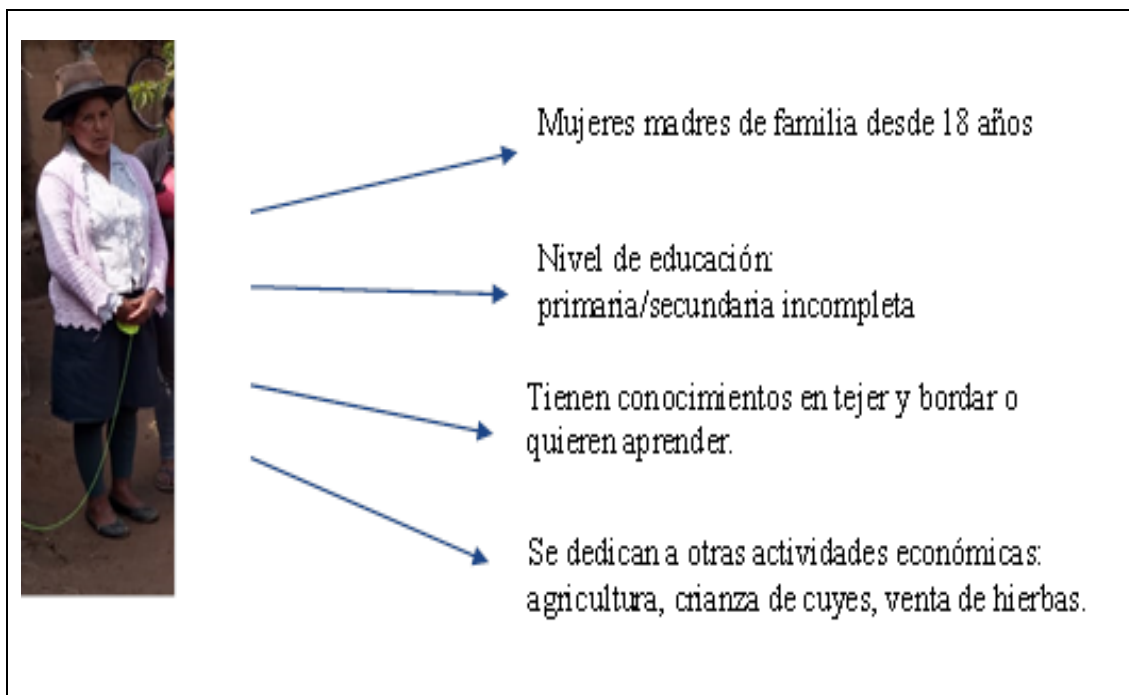 Mujeres madres de familia desde 18 años
Nivel de educación:
primaria/secundaria incompleta
Tienen conocimientos en tejer y bordar o
quieren aprender.
Se dedican a otras actividades económicas:
agricultura, crianza de cuyes, venta de hierbas.